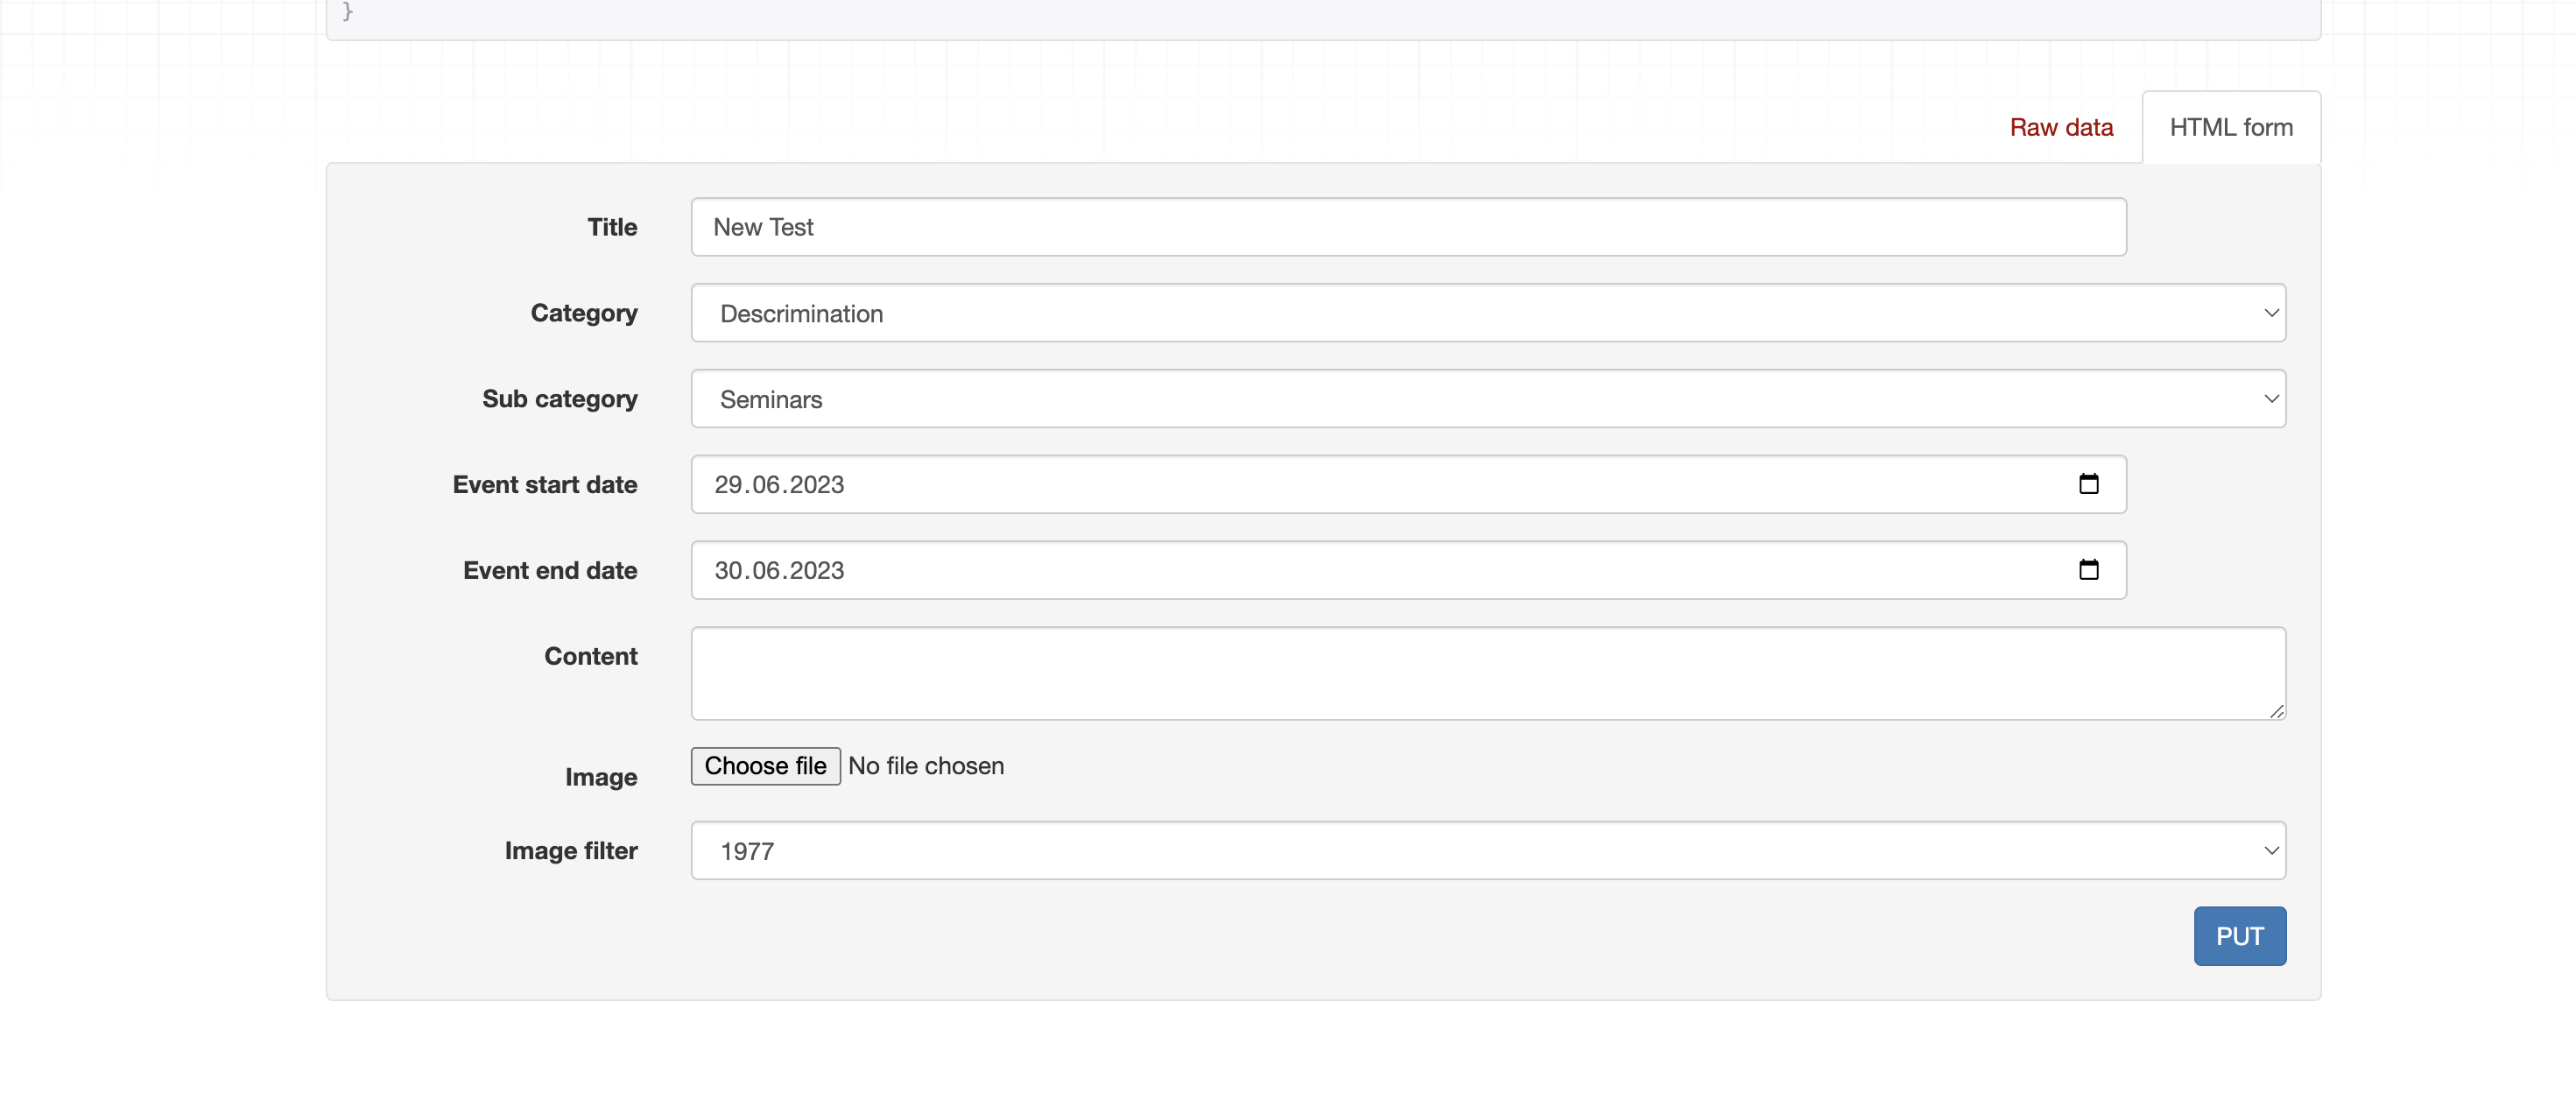 }
Raw data
HTML form
Title
New Test
Category
Descrimination
Sub category
Seminars
Event start date
29.06.2023
Event end date
30.06.2023
Content
Image
Choose file No file chosen
Image filter
1977
PUT